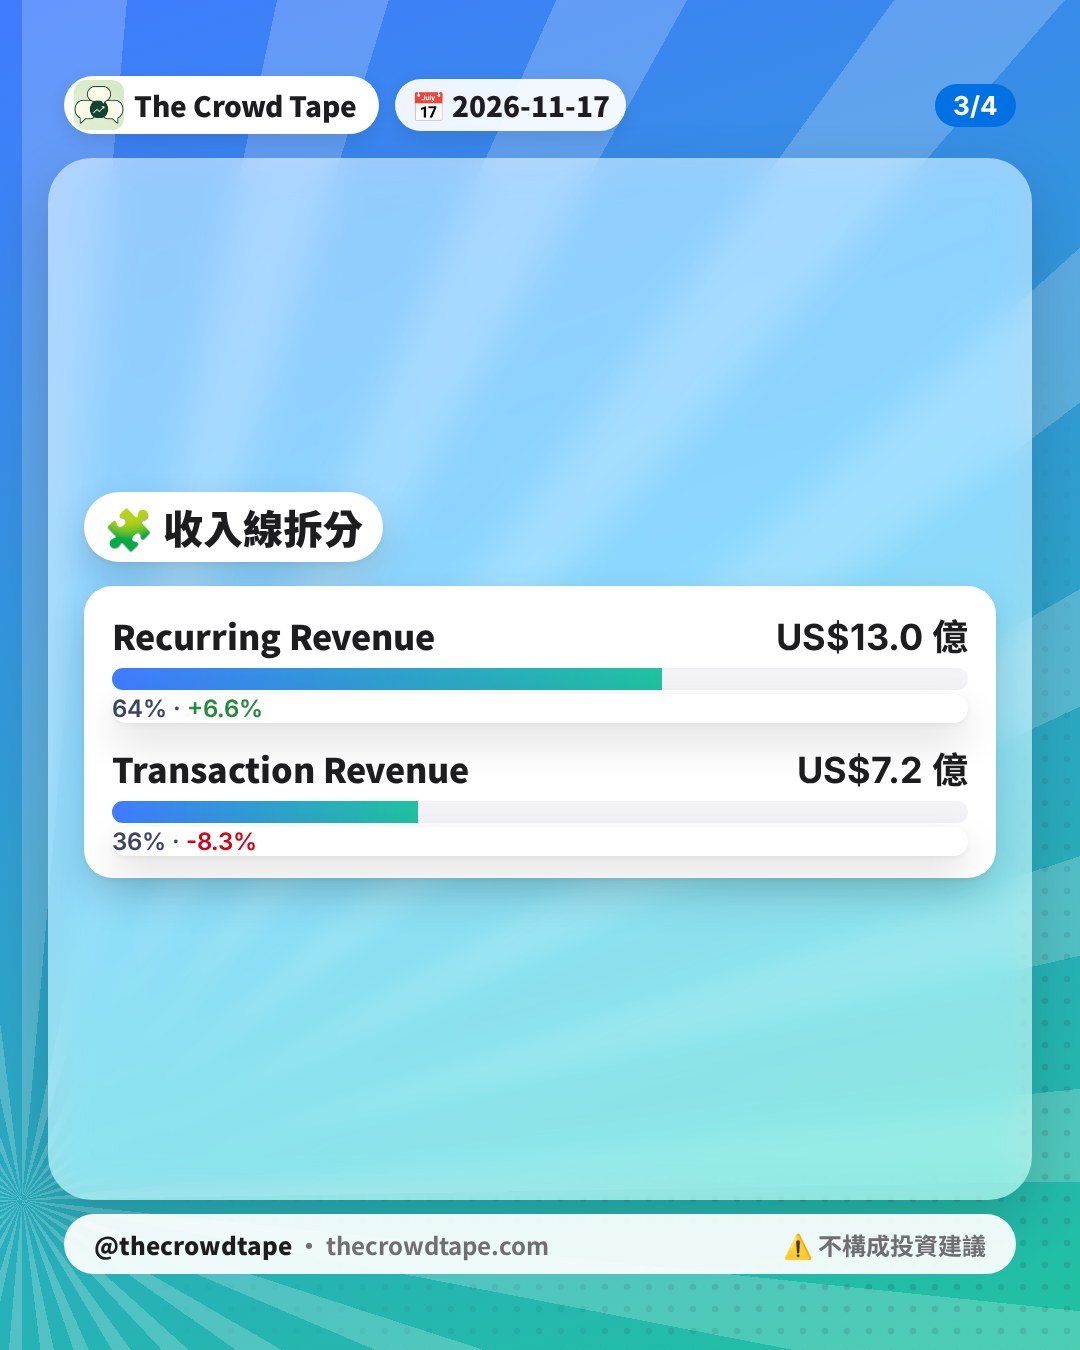 The Crowd Tape
July
2026-11-17
3/4
收入線拆分
Recurring Revenue
US$13.0 億
64% · +6.6%
Transaction Revenue
US$7.2 億
36% · -8.3%
@thecrowdtape · thecrowdtape.com
不構成投資建議